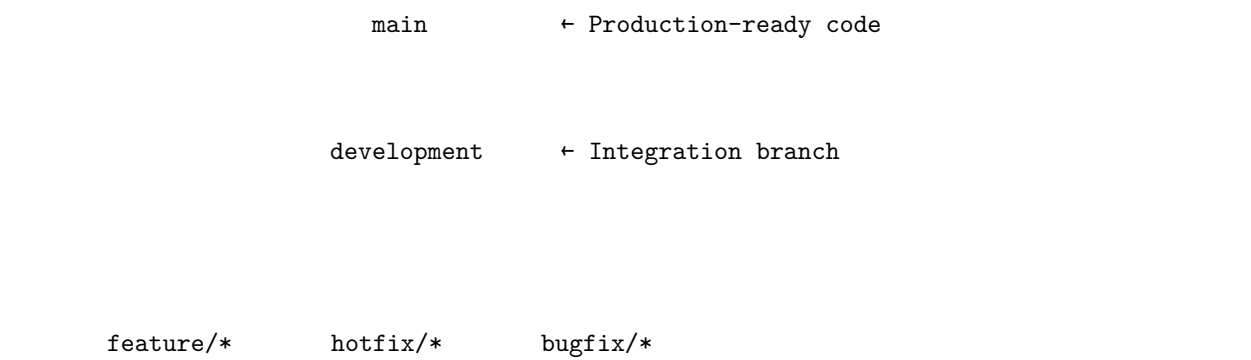 main ← Production-ready code
development ← Integration branch
feature/* hotfix/* bugfix/*